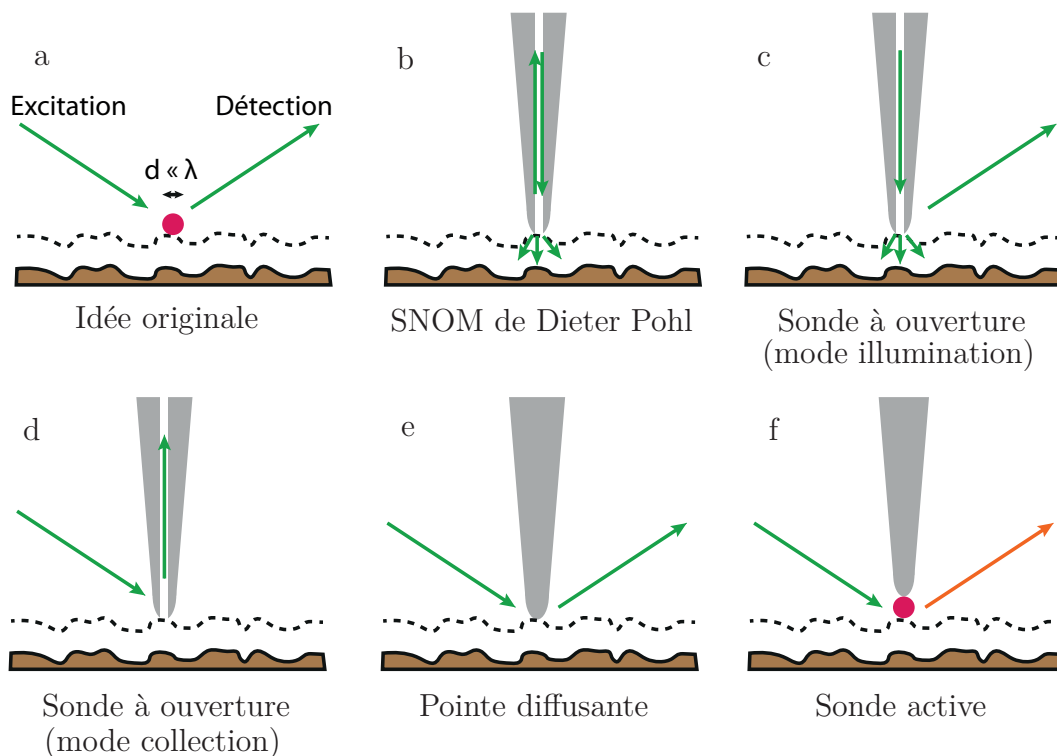 a
Excitation
Détection
d « λ
Idée originale
b
SNOM de Dieter Pohl
c
Sonde à ouverture
(mode illumination)
d
Sonde à ouverture
(mode collection)
e
Pointe diffusante
f
Sonde active